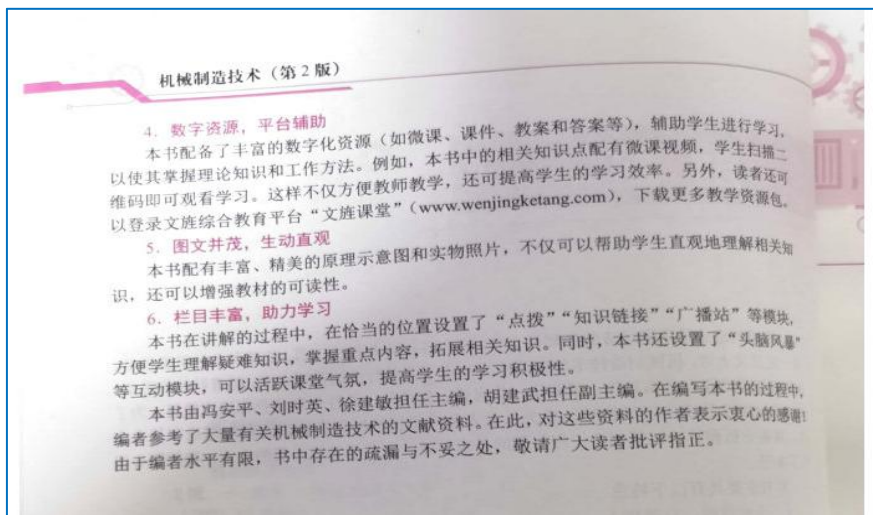 机械制造技术（第2版）
4. 数字资源，平台辅助
本书配备了丰富的数字化资源（如微课、课件、教案和答案等），辅助学生进行学习，
以使其掌握理论知识和工作方法。例如，本书中的相关知识点配有微课视频，学生扫描二
维码即可观看学习。这样不仅方便教师教学，还可提高学生的学习效率。另外，读者还可
以登录文旌综合教育平台“文旌课堂”（www.wenjingketang.com），下载更多教学资源包。
5. 图文并茂，生动直观
本书配有丰富、精美的原理示意图和实物照片，不仅可以帮助学生直观地理解相关知
识，还可以增强教材的可读性。
6. 栏目丰富，助力学习
本书在讲解的过程中，在恰当的位置设置了“点拨”“知识链接”“广播站”等模块，
方便学生理解疑难知识，掌握重点内容，拓展相关知识。同时，本书还设置了“头脑风暴”
等互动模块，可以活跃课堂气氛，提高学生的学习积极性。
本书由冯安平、刘时英、徐建敏担任主编，胡建武担任副主编。在编写本书的过程中，
编者参考了大量有关机械制造技术的文献资料。在此，对这些资料的作者表示衷心的感谢！
由于编者水平有限，书中存在的疏漏与不妥之处，敬请广大读者批评指正。